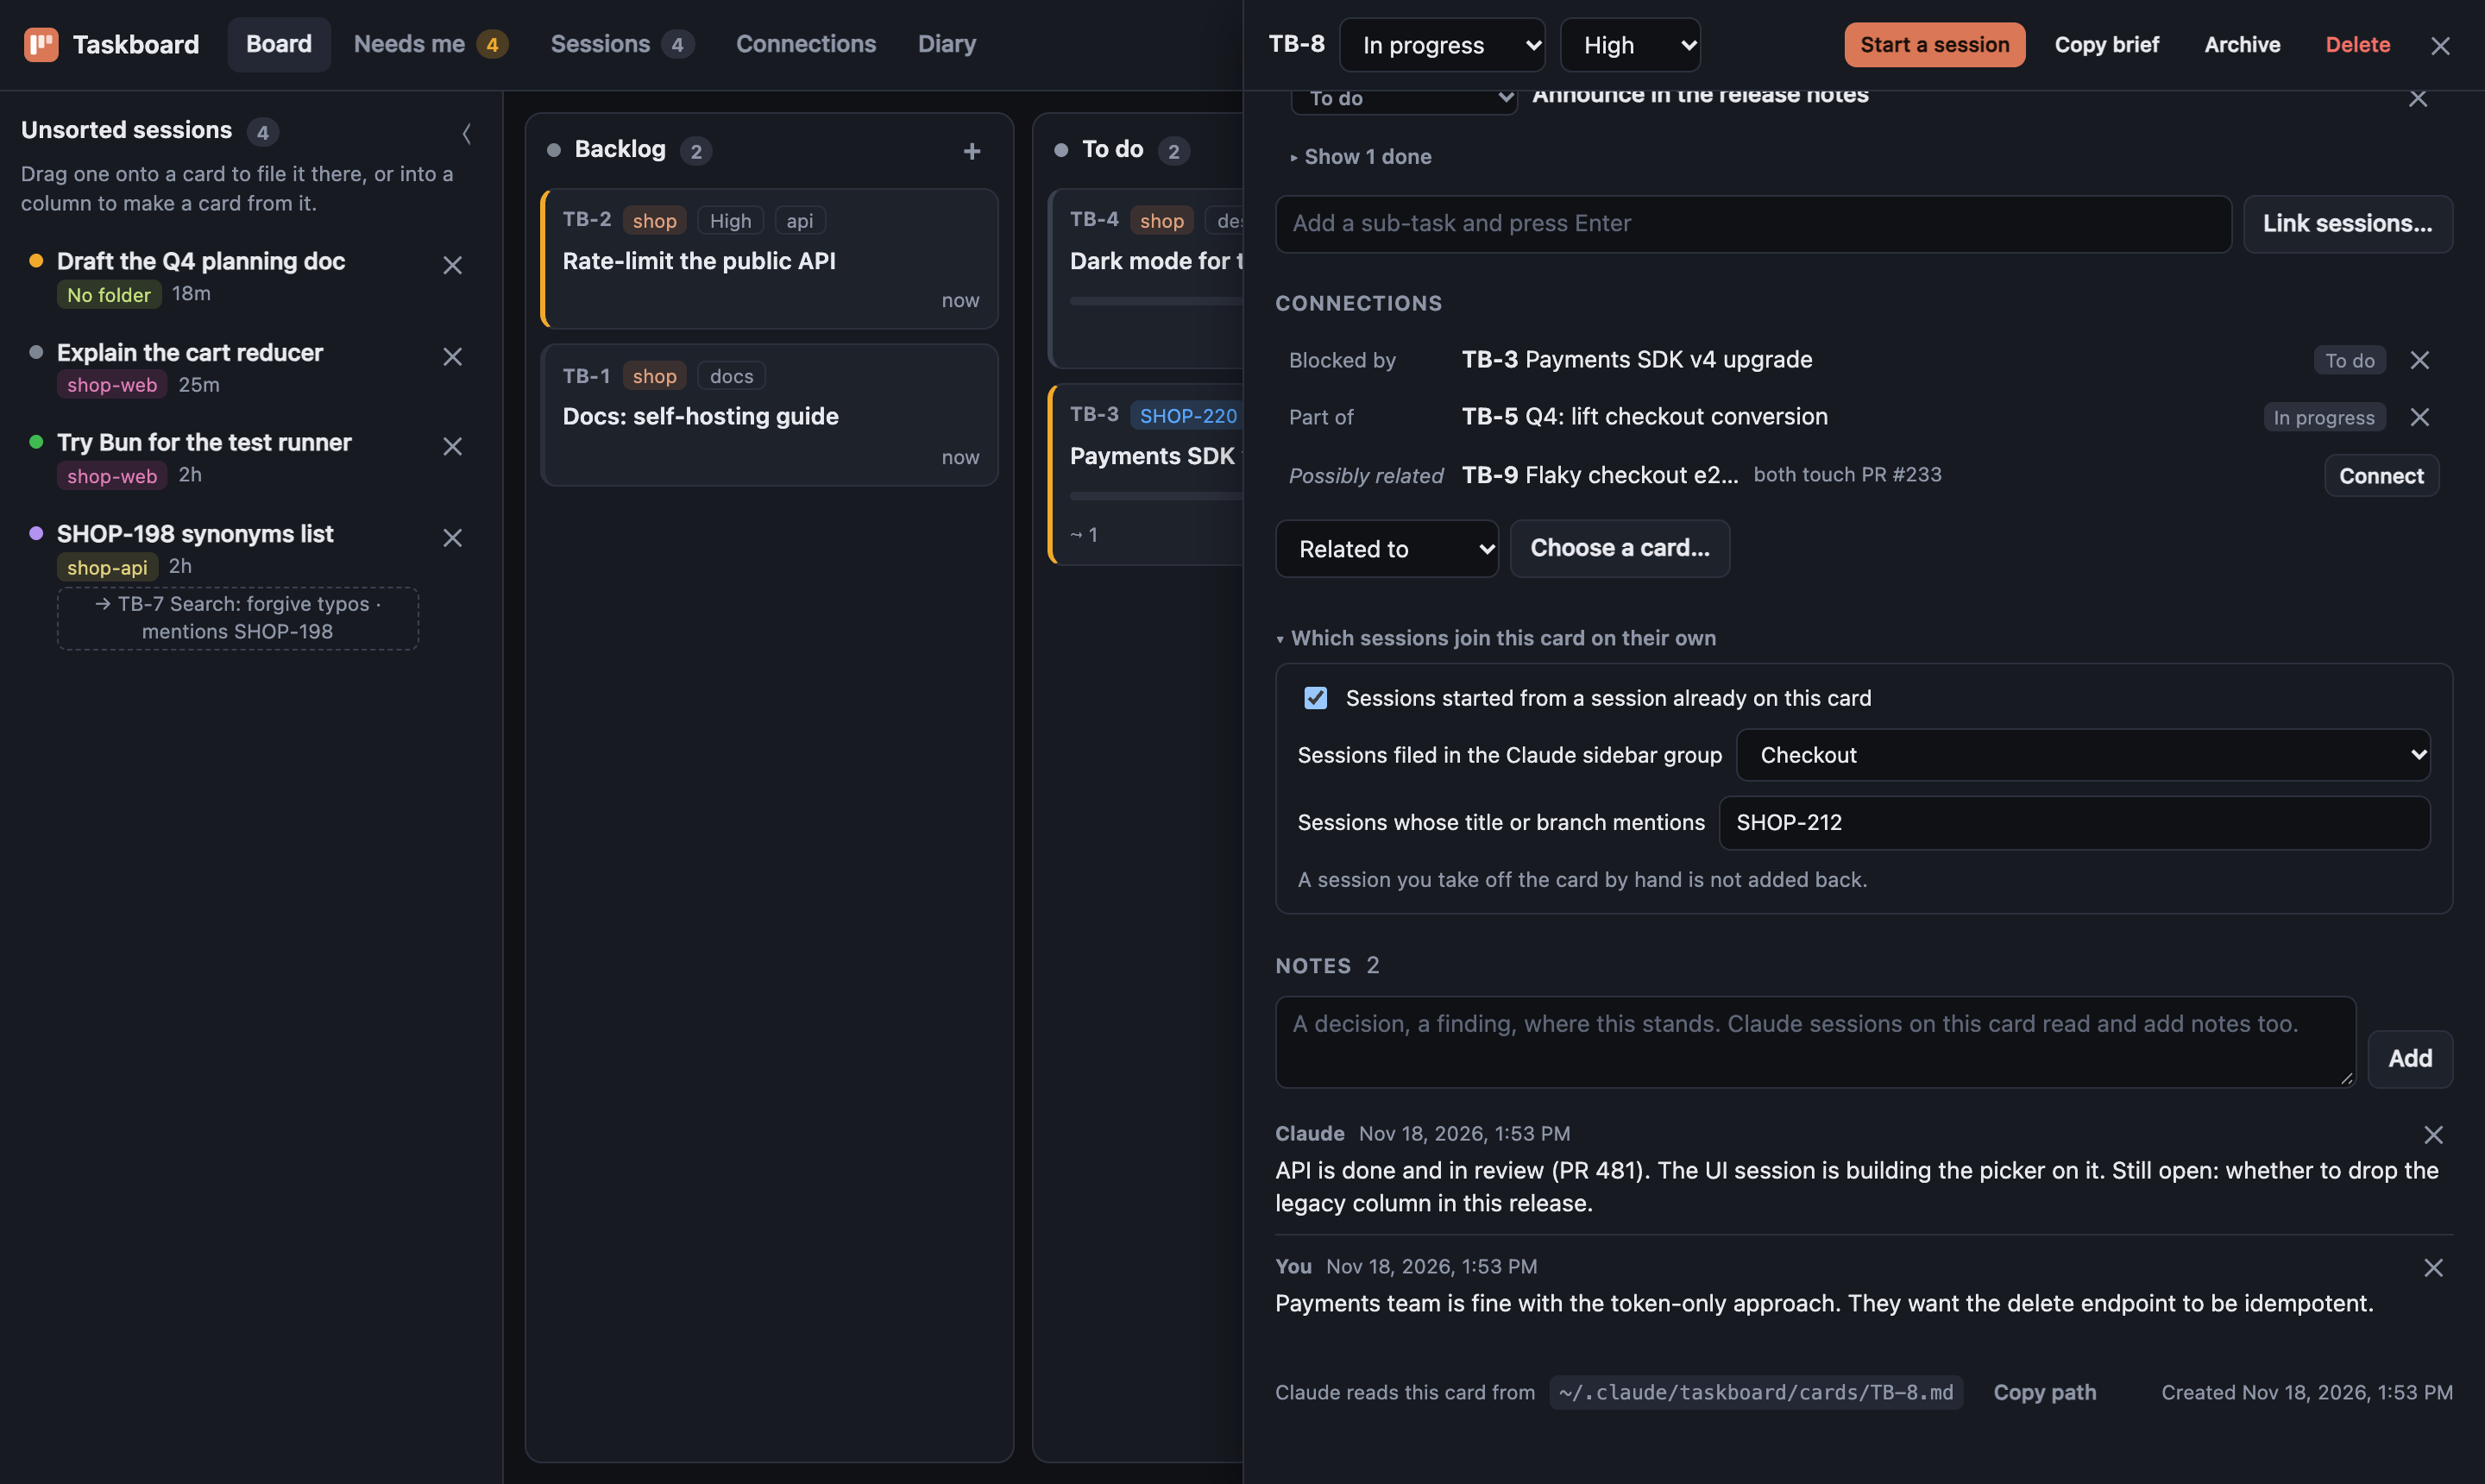 Taskboard
Board
Needs me 4
Sessions 4
Connections
Diary
Unsorted sessions 4
Drag one onto a card to file it there, or into a
column to make a card from it.
Draft the Q4 planning doc
No folder 18m
Explain the cart reducer
shop-web 25m
Try Bun for the test runner
shop-web 2h
SHOP-198 synonyms list
shop-api 2h
→ TB-7 Search: forgive typos ·
mentions SHOP-198
Backlog 2 +
TB-2 shop High api
Rate-limit the public API
now
TB-1 shop docs
Docs: self-hosting guide
now
To do 2
TB-4 shop
Dark mode for
TB-3 SHOP-220
Payments SDK
1
TB-8 In progress High Start a session Copy brief Archive Delete
To do Announce in the release notes
Show 1 done
Add a sub-task and press Enter Link sessions...
CONNECTIONS
Blocked by TB-3 Payments SDK v4 upgrade To do
Part of TB-5 Q4: lift checkout conversion In progress
Possibly related TB-9 Flaky checkout e2... both touch PR #233 Connect
Related to Choose a card...
Which sessions join this card on their own
Sessions started from a session already on this card
Sessions filed in the Claude sidebar group Checkout
Sessions whose title or branch mentions SHOP-212
A session you take off the card by hand is not added back.
NOTES 2
A decision, a finding, where this stands. Claude sessions on this card read and add notes too.
Add
Claude Nov 18, 2026, 1:53 PM
API is done and in review (PR 481). The UI session is building the picker on it. Still open: whether to drop the
legacy column in this release.
You Nov 18, 2026, 1:53 PM
Payments team is fine with the token-only approach. They want the delete endpoint to be idempotent.
Claude reads this card from ~/.claude/taskboard/cards/TB-8.md Copy path Created Nov 18, 2026, 1:53 PM